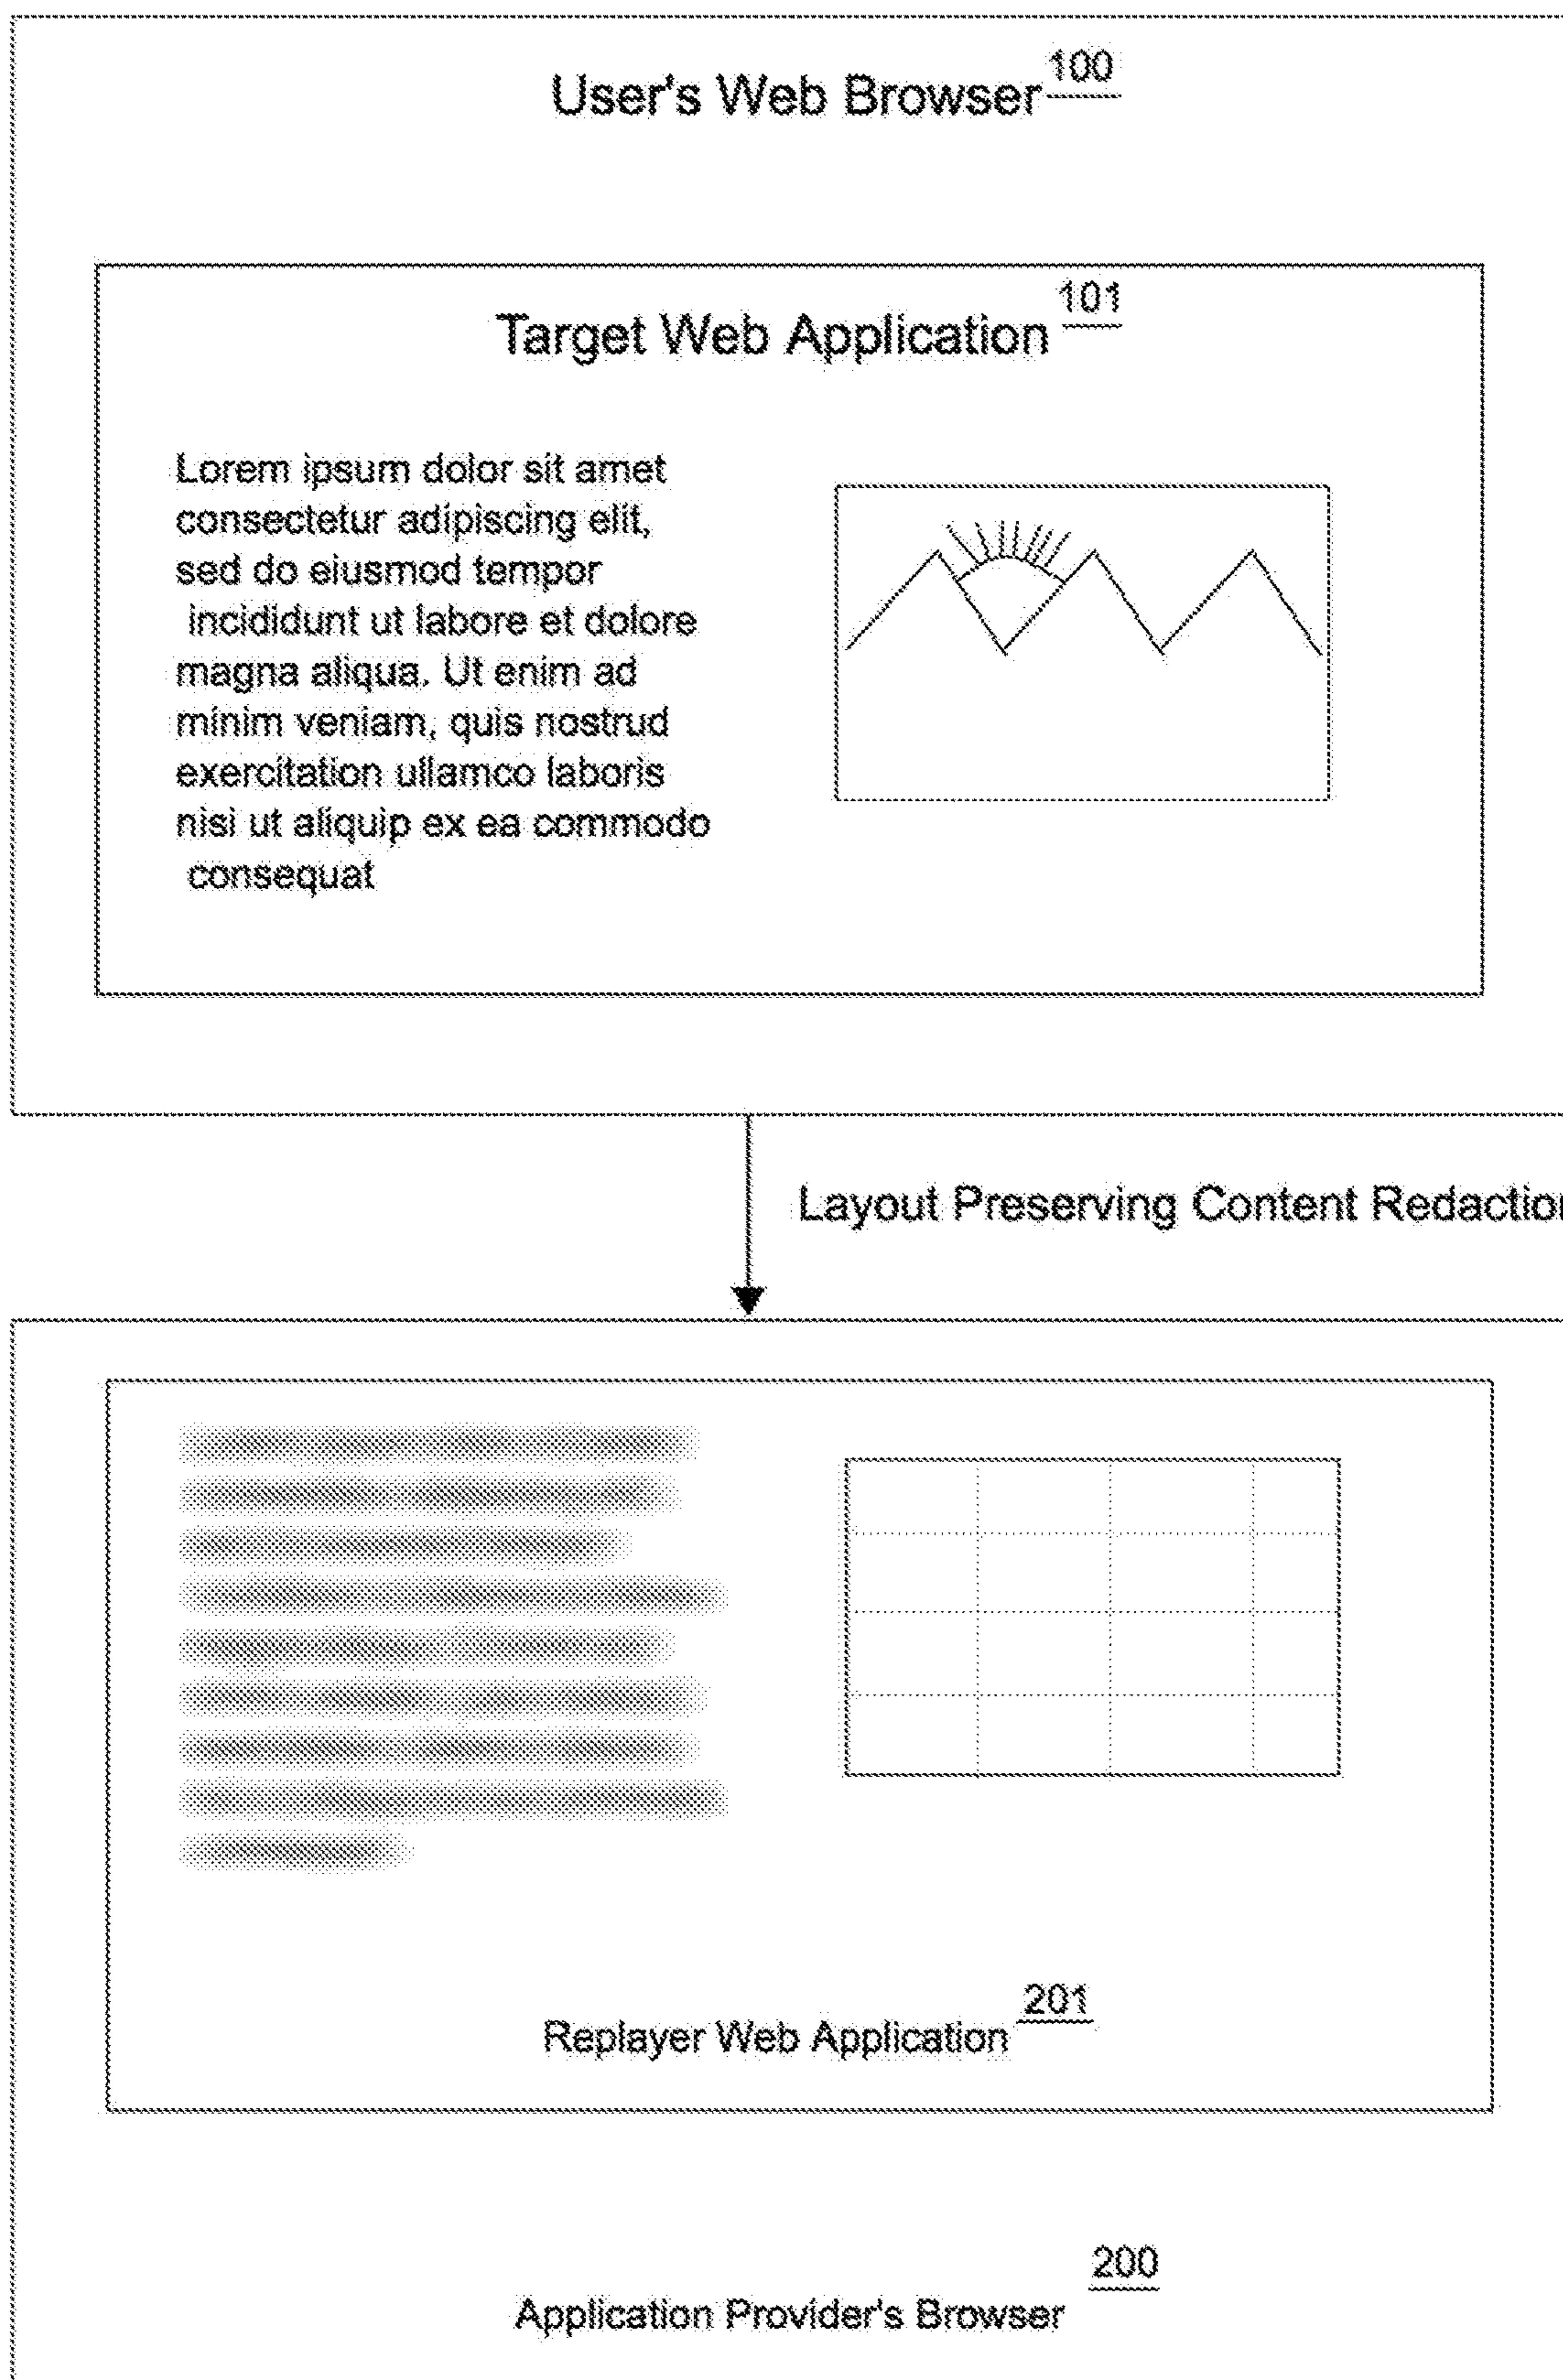 User's Web Browser 100
Target Web Application 101
Lorem ipsum dolor sit amet
consectetur adipiscing elit,
sed do eiusmod tempor
incididunt ut labore et dolore
magna aliqua. Ut enim ad
minim veniam, quis nostrud
exercitation ullamco laboris
nisi ut aliquip ex ea commodo
consequat
Layout Preserving Content Redaction
Replayer Web Application 201
200
Application Provider's Browser